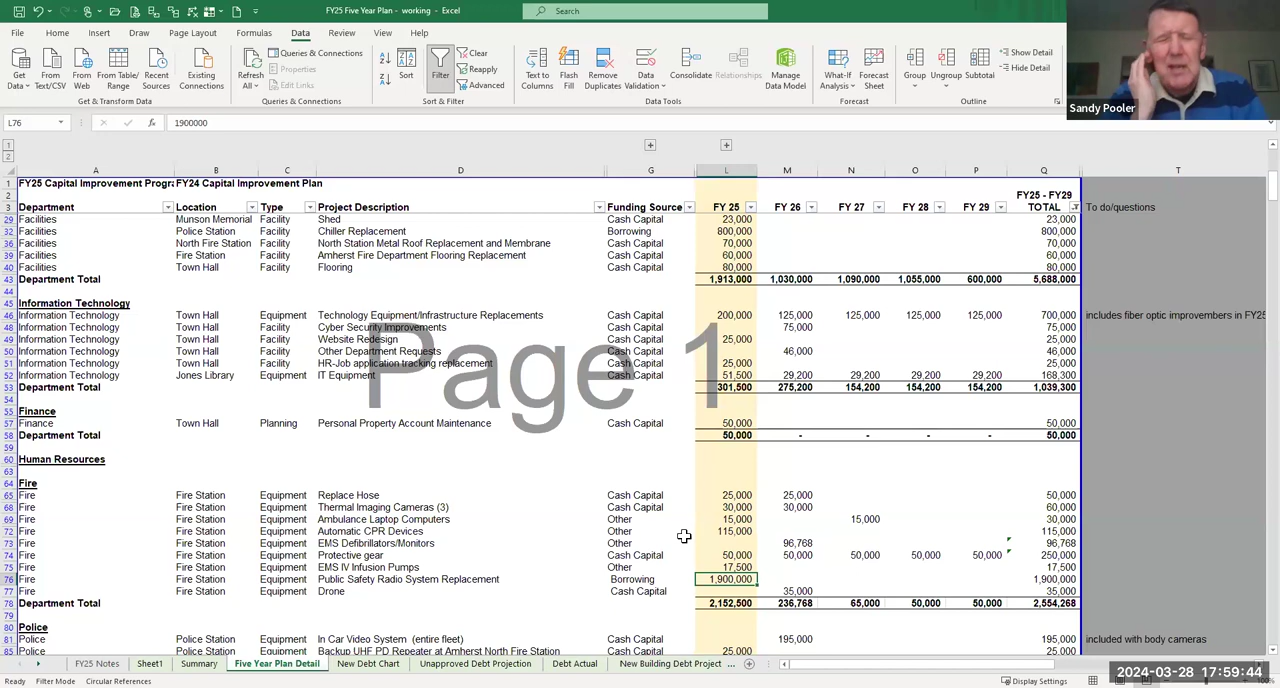 FY25 Five Year Plan - working - Excel
Search
File Home Insert Draw Page Layout Formulas Data Review View Help
Get Data From Text/CSV From Web From Table/ Range Recent Sources Existing Connections
Get & Transform Data
Refresh All Queries & Connections Properties Edit Links
Queries & Connections
Sort Filter Clear Reapply Advanced
Sort & Filter
Text to Columns Flash Fill Remove Duplicates Data Validation Consolidate Relationships Manage Data Model
Data Tools
What-If Analysis Forecast Sheet
Forecast
Group Ungroup Subtotal Show Detail Hide Detail
Outline
Sandy Pooler
L76 fx 1900000
1
2
A B C D G L M N O P Q T
1 FY25 Capital Improvement Progra FY24 Capital Improvement Plan
2 FY25 - FY29
3 Department Location Type Project Description Funding Source FY 25 FY 26 FY 27 FY 28 FY 29 TOTAL To do/questions
29 Facilities Munson Memorial Facility Shed Cash Capital 23,000 23,000
32 Facilities Police Station Facility Chiller Replacement Borrowing 800,000 800,000
36 Facilities North Fire Station Facility North Station Metal Roof Replacement and Membrane Cash Capital 70,000 70,000
39 Facilities Fire Station Facility Amherst Fire Department Flooring Replacement Cash Capital 60,000 60,000
40 Facilities Town Hall Facility Flooring Cash Capital 80,000 80,000
43 Department Total 1,913,000 1,030,000 1,090,000 1,055,000 600,000 5,688,000
44
45 Information Technology
46 Information Technology Town Hall Equipment Technology Equipment/Infrastructure Replacements Cash Capital 200,000 125,000 125,000 125,000 125,000 700,000 includes fiber optic improvembers in FY25
48 Information Technology Town Hall Facility Cyber Security Improvements Cash Capital 75,000 75,000
49 Information Technology Town Hall Facility Website Redesign Cash Capital 25,000 25,000
50 Information Technology Town Hall Facility Other Department Requests Cash Capital 46,000 46,000
51 Information Technology Town Hall Facility HR-Job application tracking replacement Cash Capital 25,000 25,000
52 Information Technology Jones Library Equipment IT Equipment Cash Capital 51,500 29,200 29,200 29,200 29,200 168,300
53 Department Total 301,500 275,200 154,200 154,200 154,200 1,039,300
Page 1
54
55 Finance
57 Finance Town Hall Planning Personal Property Account Maintenance Cash Capital 50,000 50,000
58 Department Total 50,000 - - - - 50,000
59
60 Human Resources
63
64 Fire
65 Fire Fire Station Equipment Replace Hose Cash Capital 25,000 25,000 50,000
68 Fire Fire Station Equipment Thermal Imaging Cameras (3) Cash Capital 30,000 30,000 60,000
69 Fire Fire Station Equipment Ambulance Laptop Computers Other 15,000 15,000 30,000
72 Fire Fire Station Equipment Automatic CPR Devices Other 115,000 115,000
73 Fire Fire Station Equipment EMS Defibrillators/Monitors Other 96,768 96,768
74 Fire Fire Station Equipment Protective gear Cash Capital 50,000 50,000 50,000 50,000 50,000 250,000
75 Fire Fire Station Equipment EMS IV Infusion Pumps Other 17,500 17,500
76 Fire Fire Station Equipment Public Safety Radio System Replacement Borrowing 1,900,000 1,900,000
77 Fire Fire Station Equipment Drone Cash Capital 35,000 35,000
78 Department Total 2,152,500 236,768 65,000 50,000 50,000 2,554,268
79
80 Police
81 Police Police Station Equipment In Car Video System (entire fleet) Cash Capital 195,000 195,000 included with body cameras
85 Police Police Station Equipment Backup UHF PD Repeater at Amherst North Fire Station Cash Capital 25,000 25,000
FY25 Notes Sheet1 Summary Five Year Plan Detail New Debt Chart Unapproved Debt Projection Debt Actual New Building Debt Project ...
Ready Filter Mode Circular References Display Settings 100%
2024-03-28 17:59:44